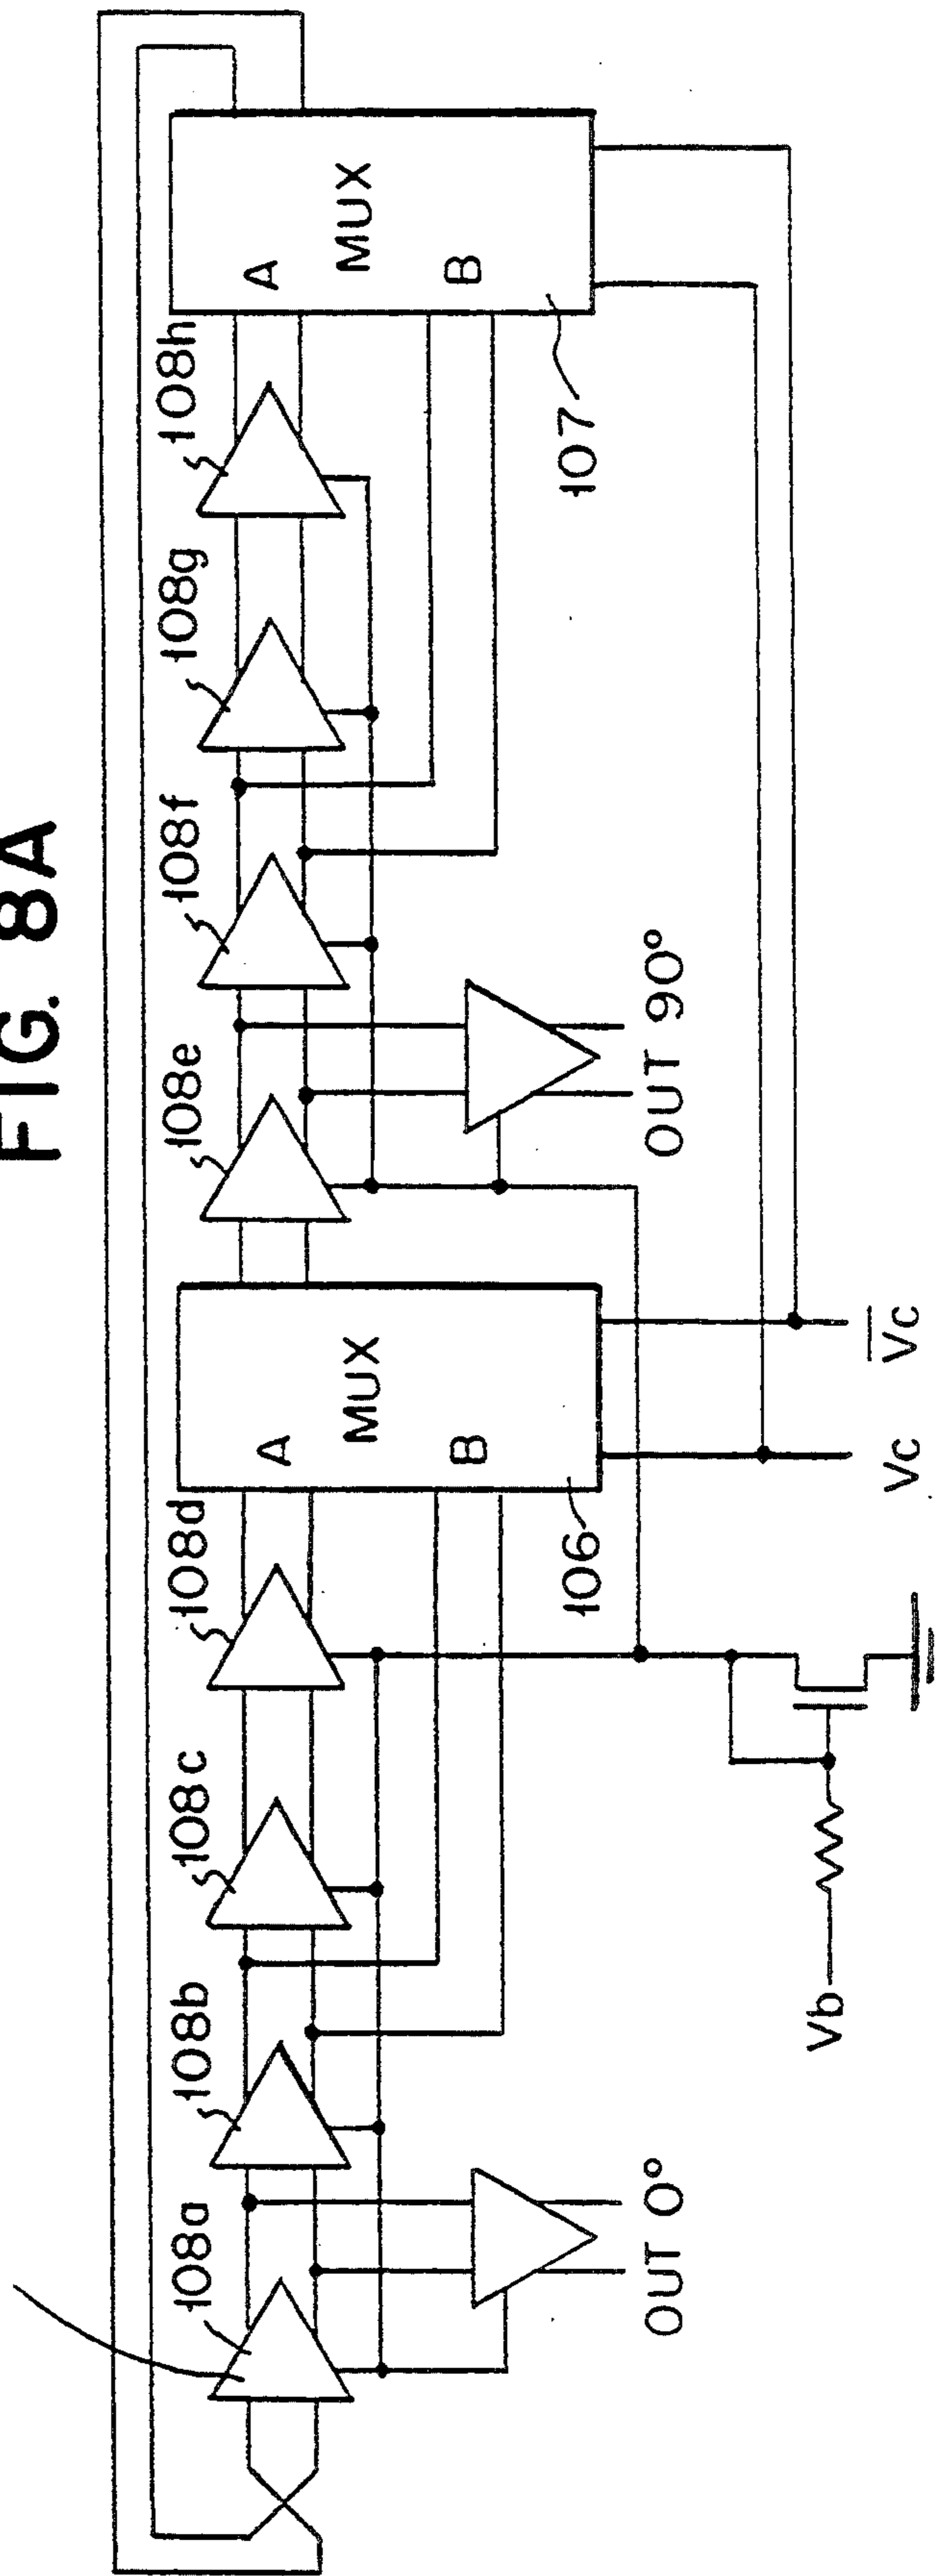 FIG. 8A
108a
108b
108c
108d
108e
108f
108g
108h
A
MUX
B
106
A
MUX
B
107
OUT 0°
OUT 90°
Vb
Vc
V̅c